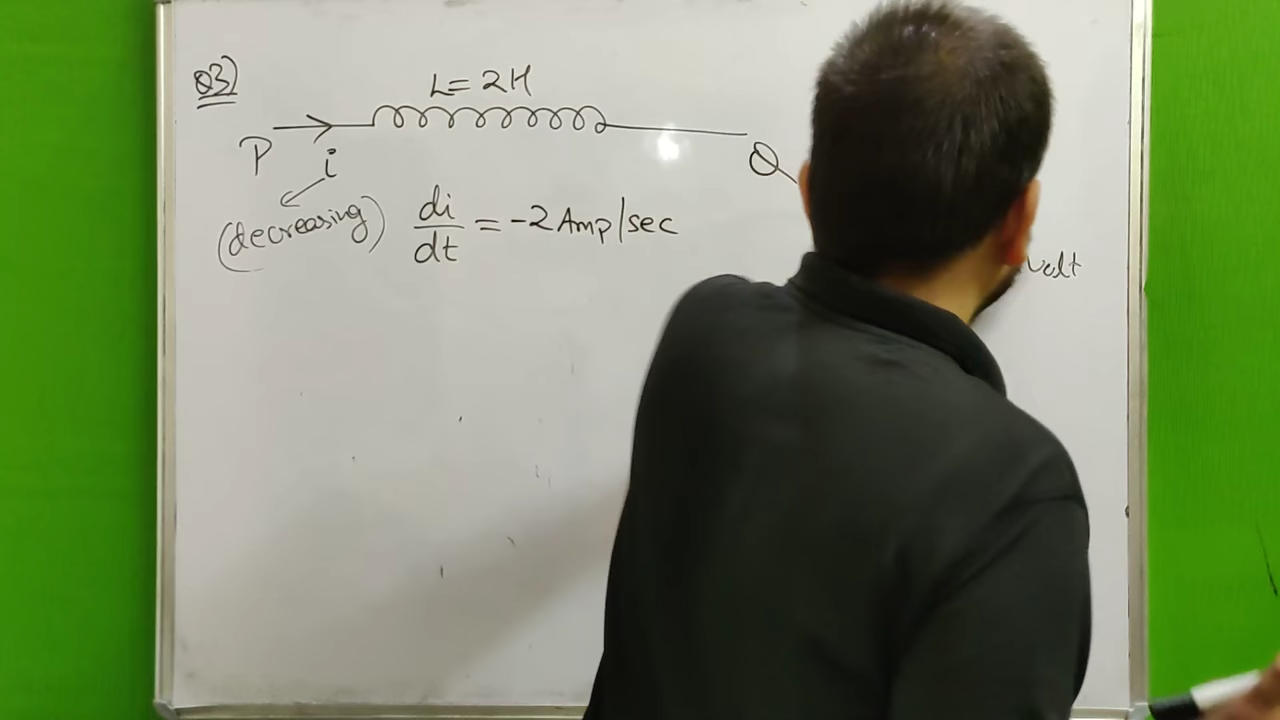 Q3)
L= 2H
P i Q
(decreasing) di/dt = -2 Amp/sec
volt